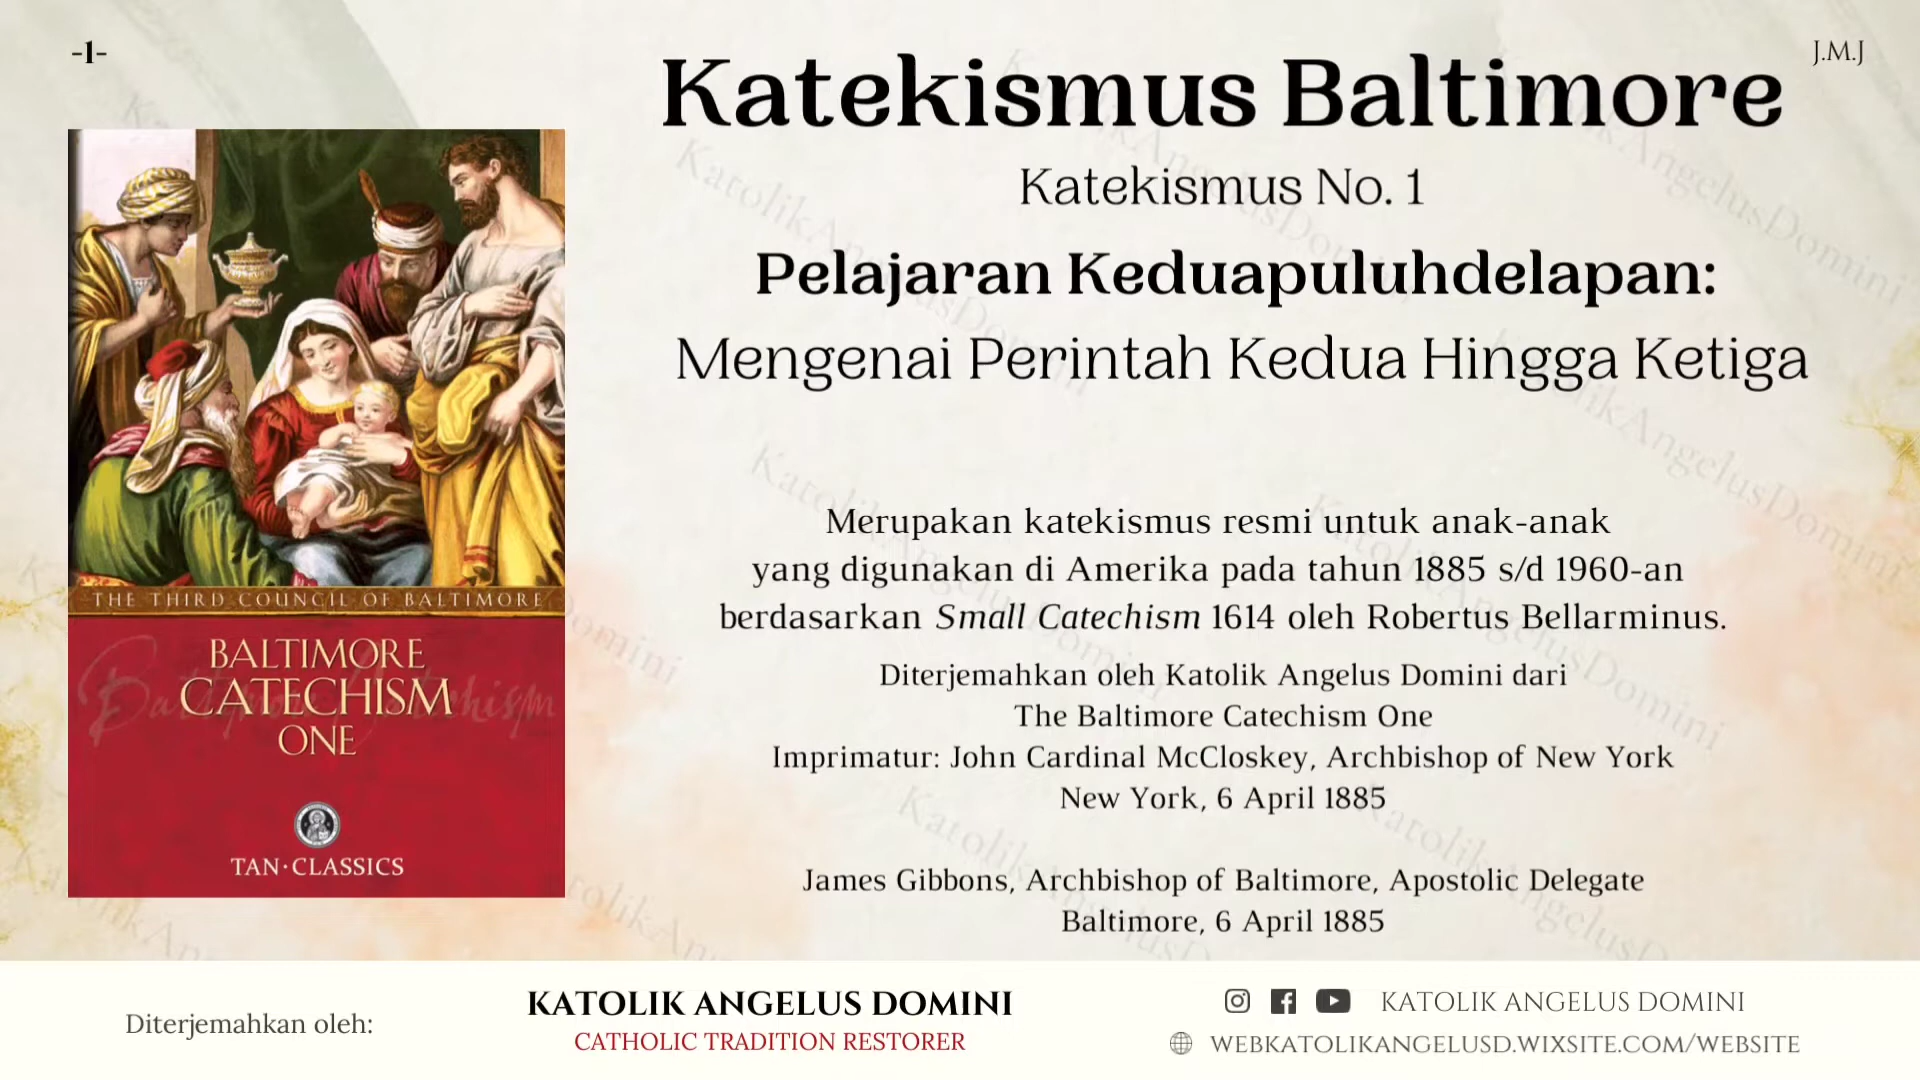 -1-
J.M.J
Katekismus Baltimore
Katekismus No. 1
Pelajaran Keduapuluhdelapan:
Mengenai Perintah Kedua Hingga Ketiga
THE THIRD COUNCIL OF BALTIMORE
BALTIMORE
CATECHISM
ONE
Baltimore Catechism
TAN·CLASSICS
Merupakan katekismus resmi untuk anak-anak
yang digunakan di Amerika pada tahun 1885 s/d 1960-an
berdasarkan Small Catechism 1614 oleh Robertus Bellarminus.
Diterjemahkan oleh Katolik Angelus Domini dari
The Baltimore Catechism One
Imprimatur: John Cardinal McCloskey, Archbishop of New York
New York, 6 April 1885
James Gibbons, Archbishop of Baltimore, Apostolic Delegate
Baltimore, 6 April 1885
KatolikAngelusDomini
Diterjemahkan oleh:
KATOLIK ANGELUS DOMINI
CATHOLIC TRADITION RESTORER
KATOLIK ANGELUS DOMINI
WEBKATOLIKANGELUSD.WIXSITE.COM/WEBSITE